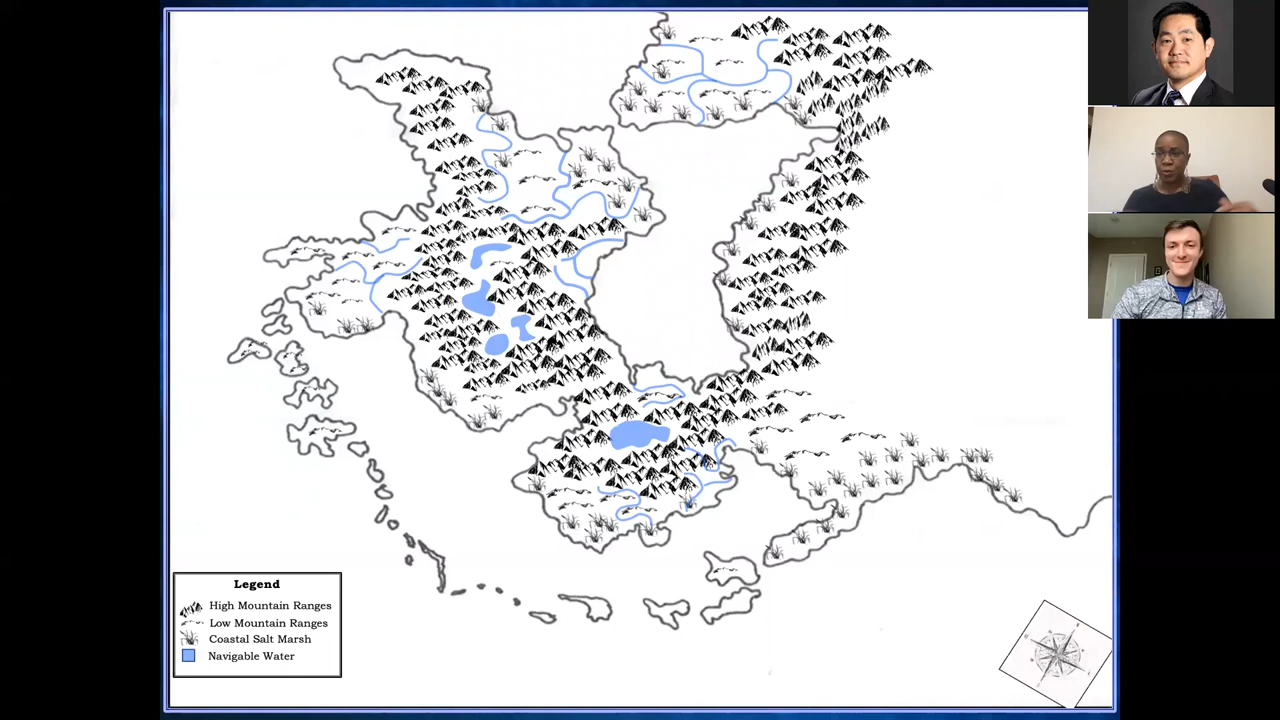 Legend
High Mountain Ranges
Low Mountain Ranges
Coastal Salt Marsh
Navigable Water